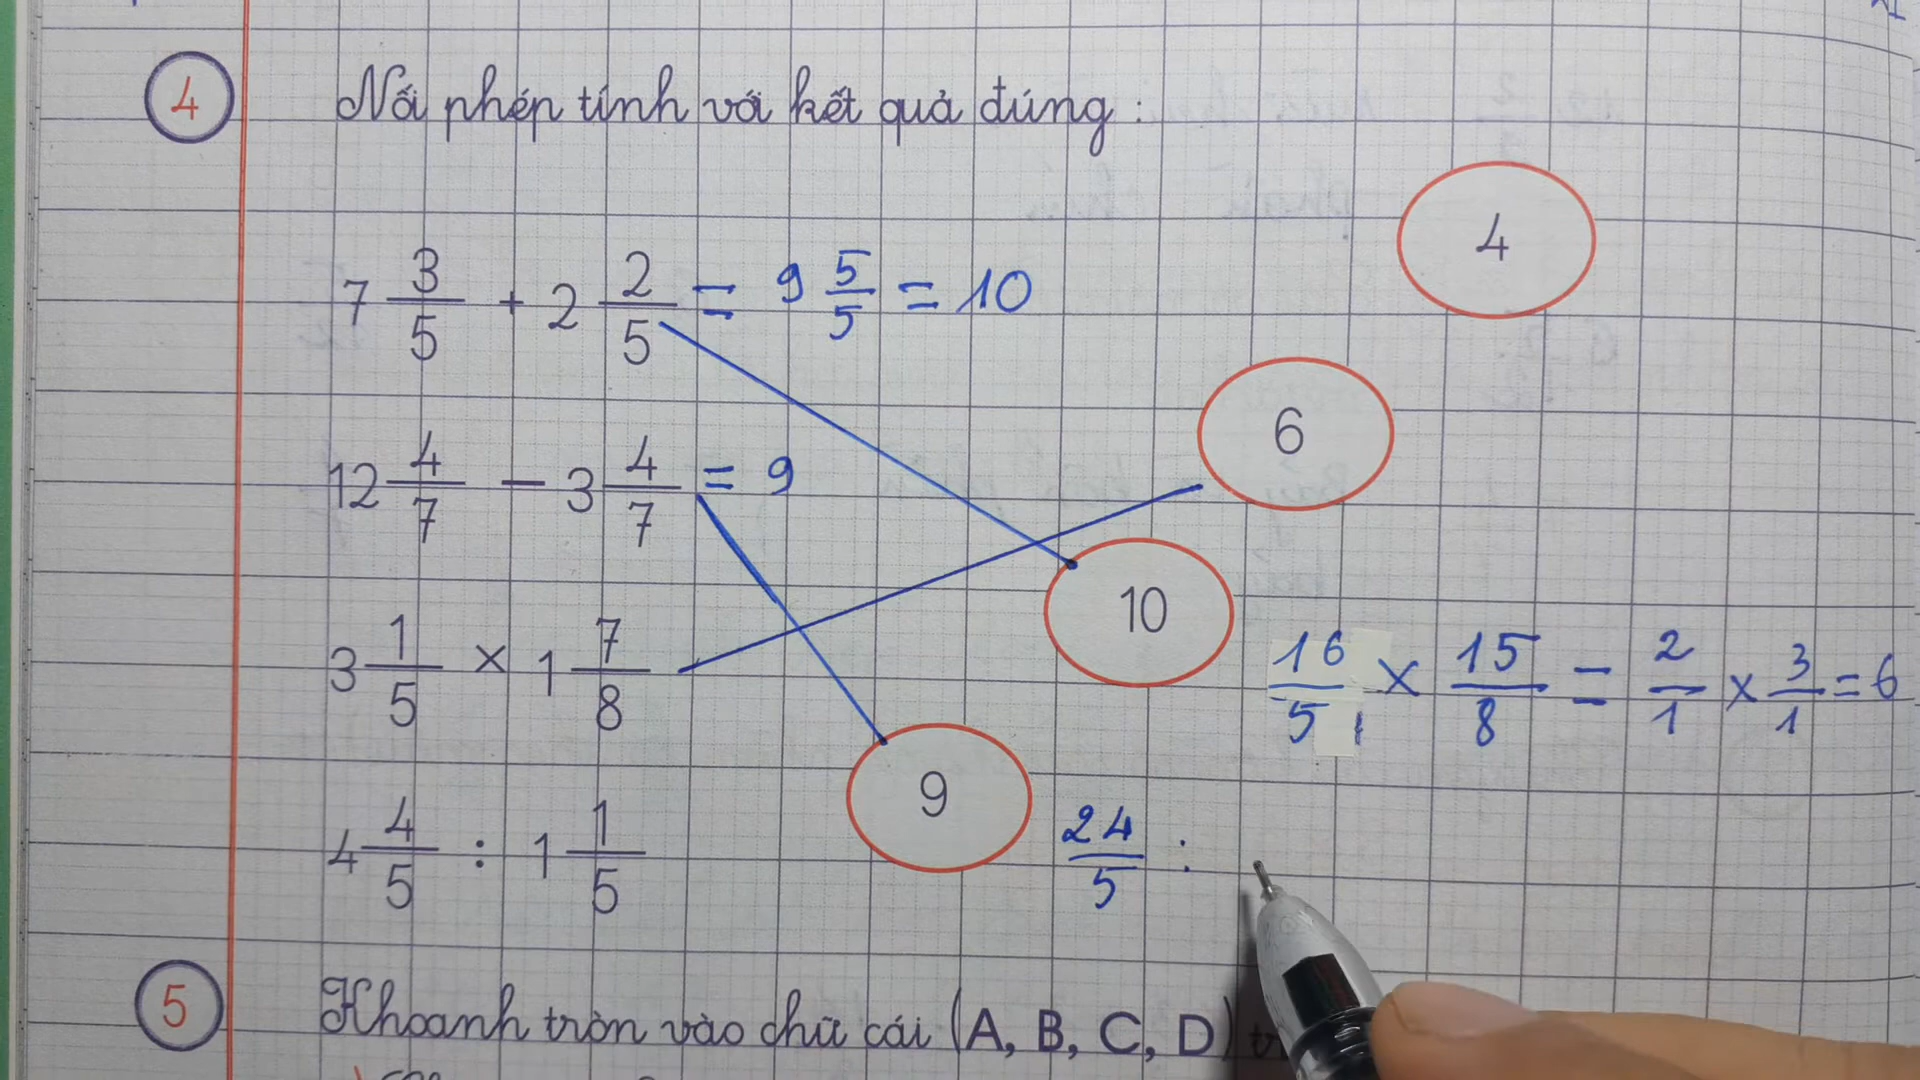 4 Nối phép tính với kết quả đúng:
4
7 3/5 + 2 2/5 = 9 5/5 = 10
6
12 4/7 - 3 4/7 = 9
10
3 1/5 × 1 7/8
16/5 × 15/8 = 2/1 × 3/1 = 6
9
4 4/5 : 1 1/5
24/5 :
5 Khoanh tròn vào chữ cái (A, B, C, D)